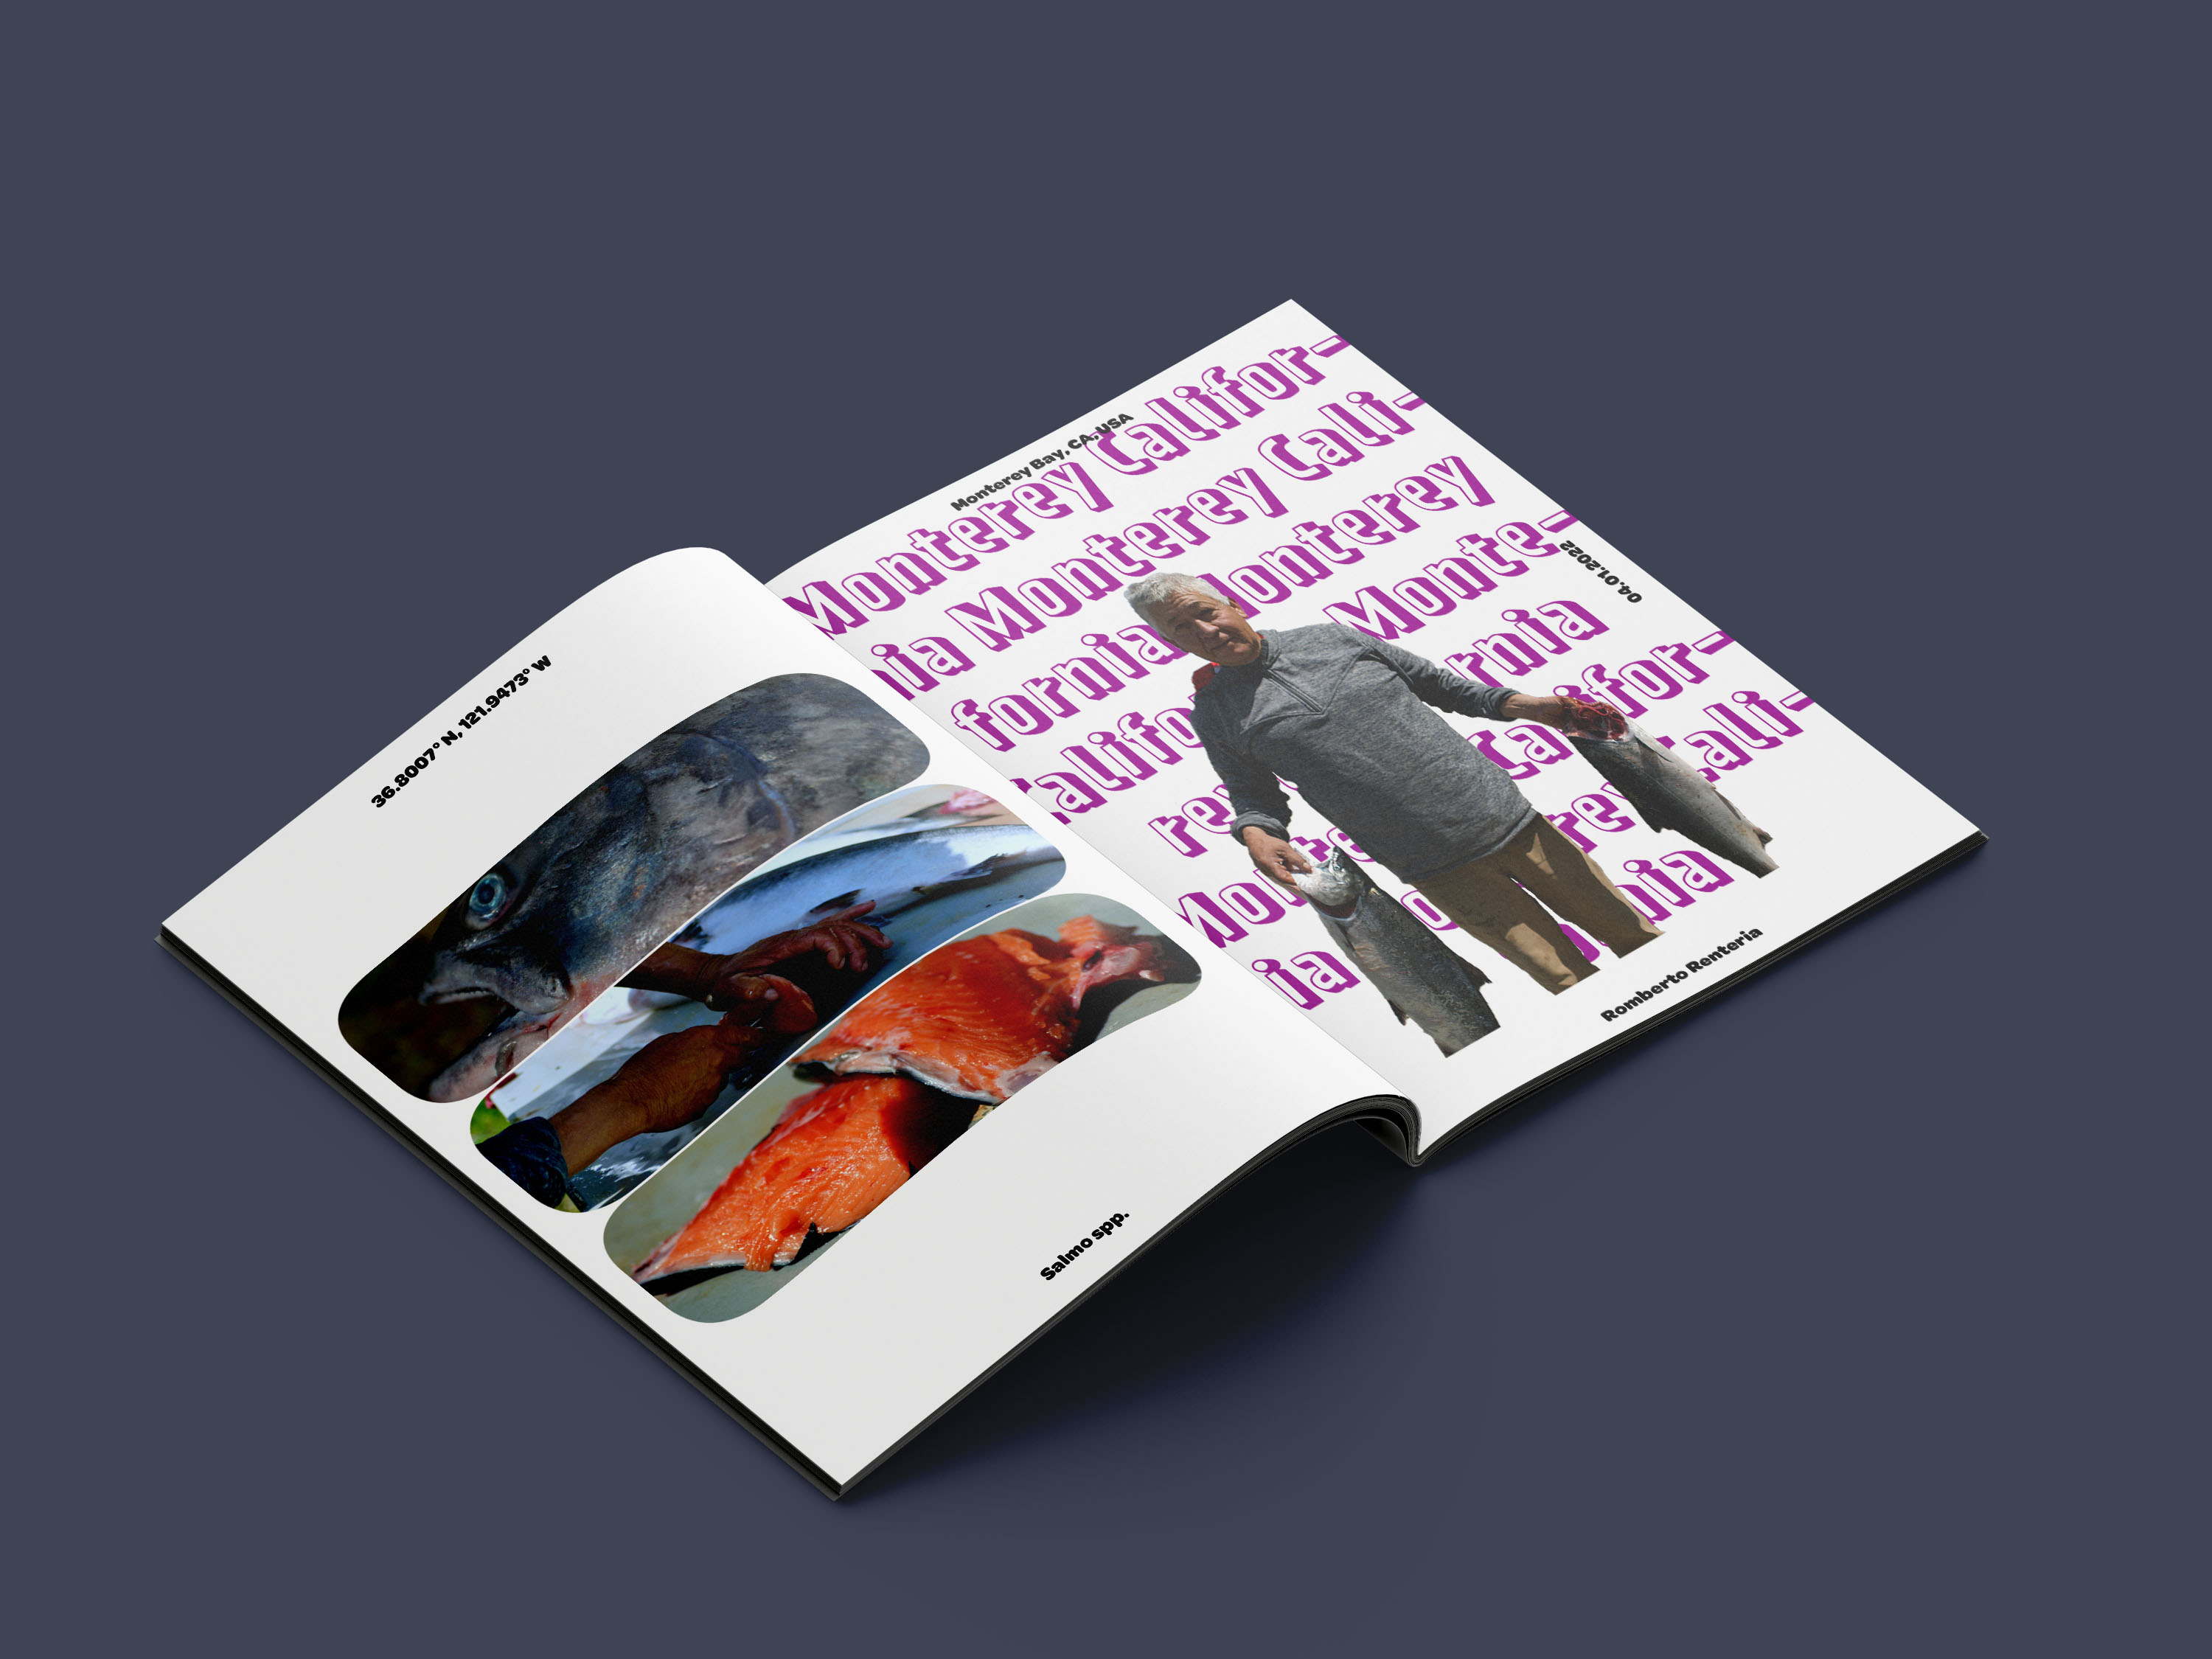 36.8007° N, 121.9473° W
Salmo spp.
Monterey Bay, CA, USA
Monterey Califor-
nia Monterey Cali-
fornia Monterey
California Monte-
rey California
Monterey Califor-
nia Monterey Cali-
fornia
04.01.2022
Romberto Renteria